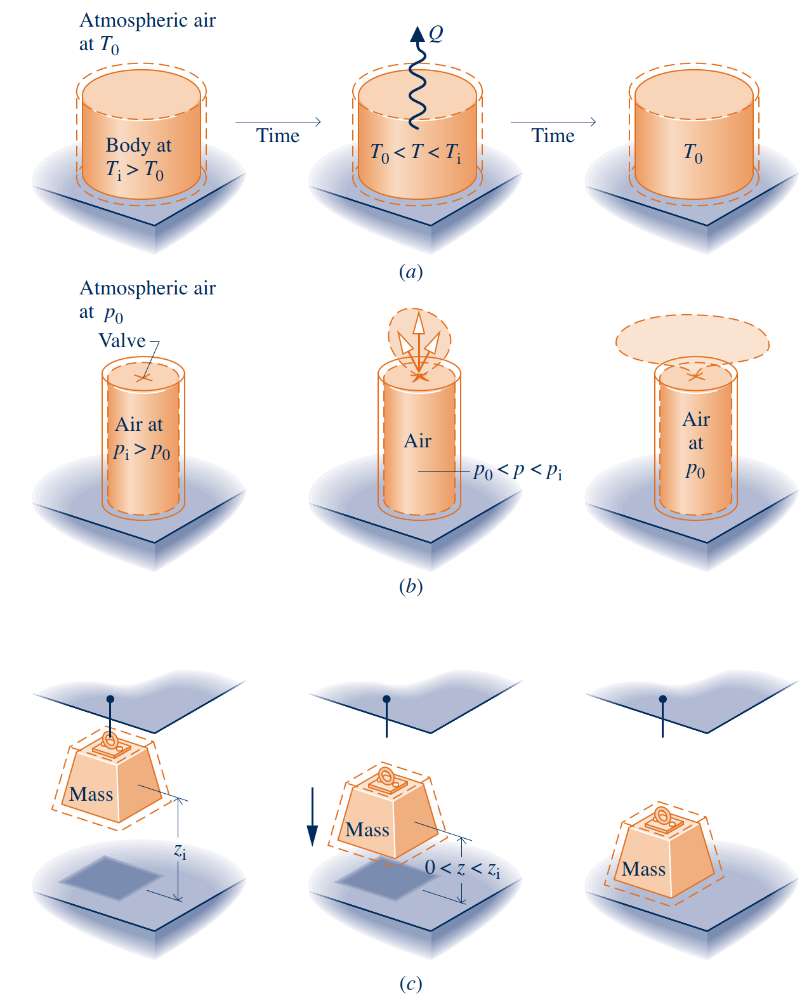 Atmospheric air
at T₀
Q
Body at
Tᵢ > T₀
Time
T₀ < T < Tᵢ
Time
T₀
(a)
Atmospheric air
at p₀
Valve
Air at
pᵢ > p₀
Air
p₀ < p < pᵢ
Air
at
p₀
(b)
Mass
zᵢ
Mass
0 < z < zᵢ
Mass
(c)